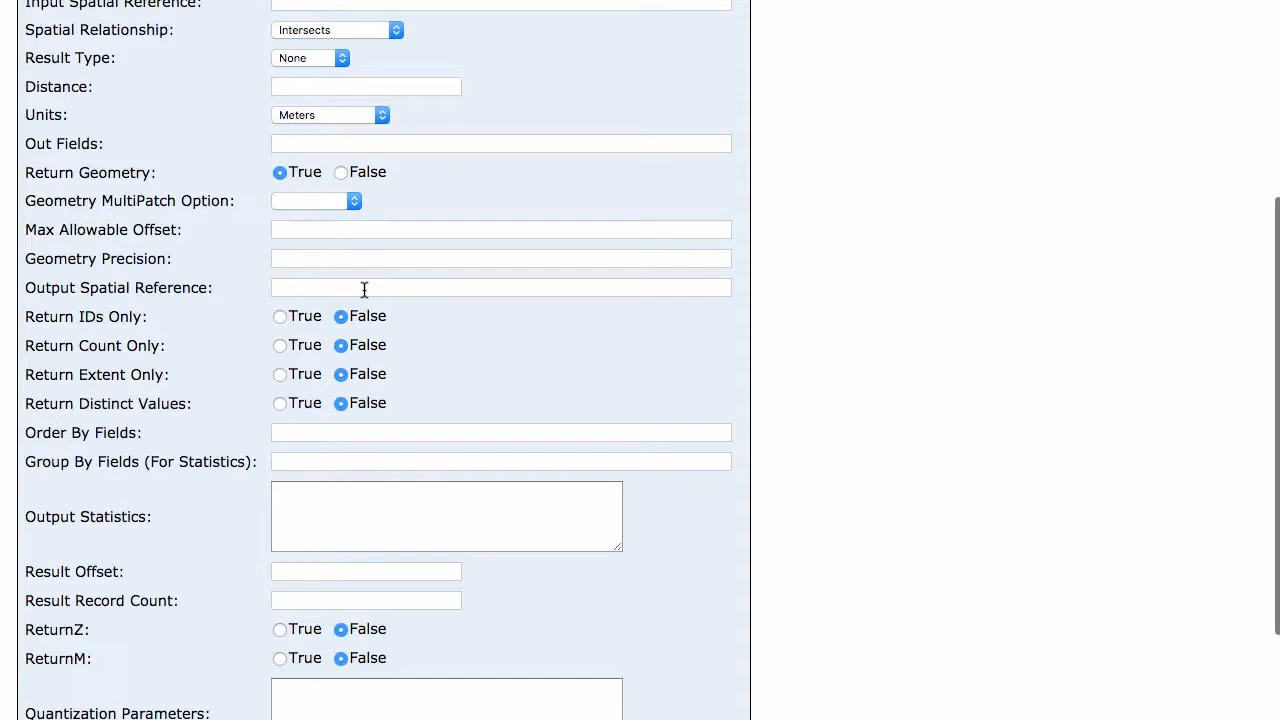 Input Spatial Reference:
Spatial Relationship: Intersects
Result Type: None
Distance:
Units: Meters
Out Fields:
Return Geometry: True False
Geometry MultiPatch Option:
Max Allowable Offset:
Geometry Precision:
Output Spatial Reference:
Return IDs Only: True False
Return Count Only: True False
Return Extent Only: True False
Return Distinct Values: True False
Order By Fields:
Group By Fields (For Statistics):
Output Statistics:
Result Offset:
Result Record Count:
ReturnZ: True False
ReturnM: True False
Quantization Parameters: